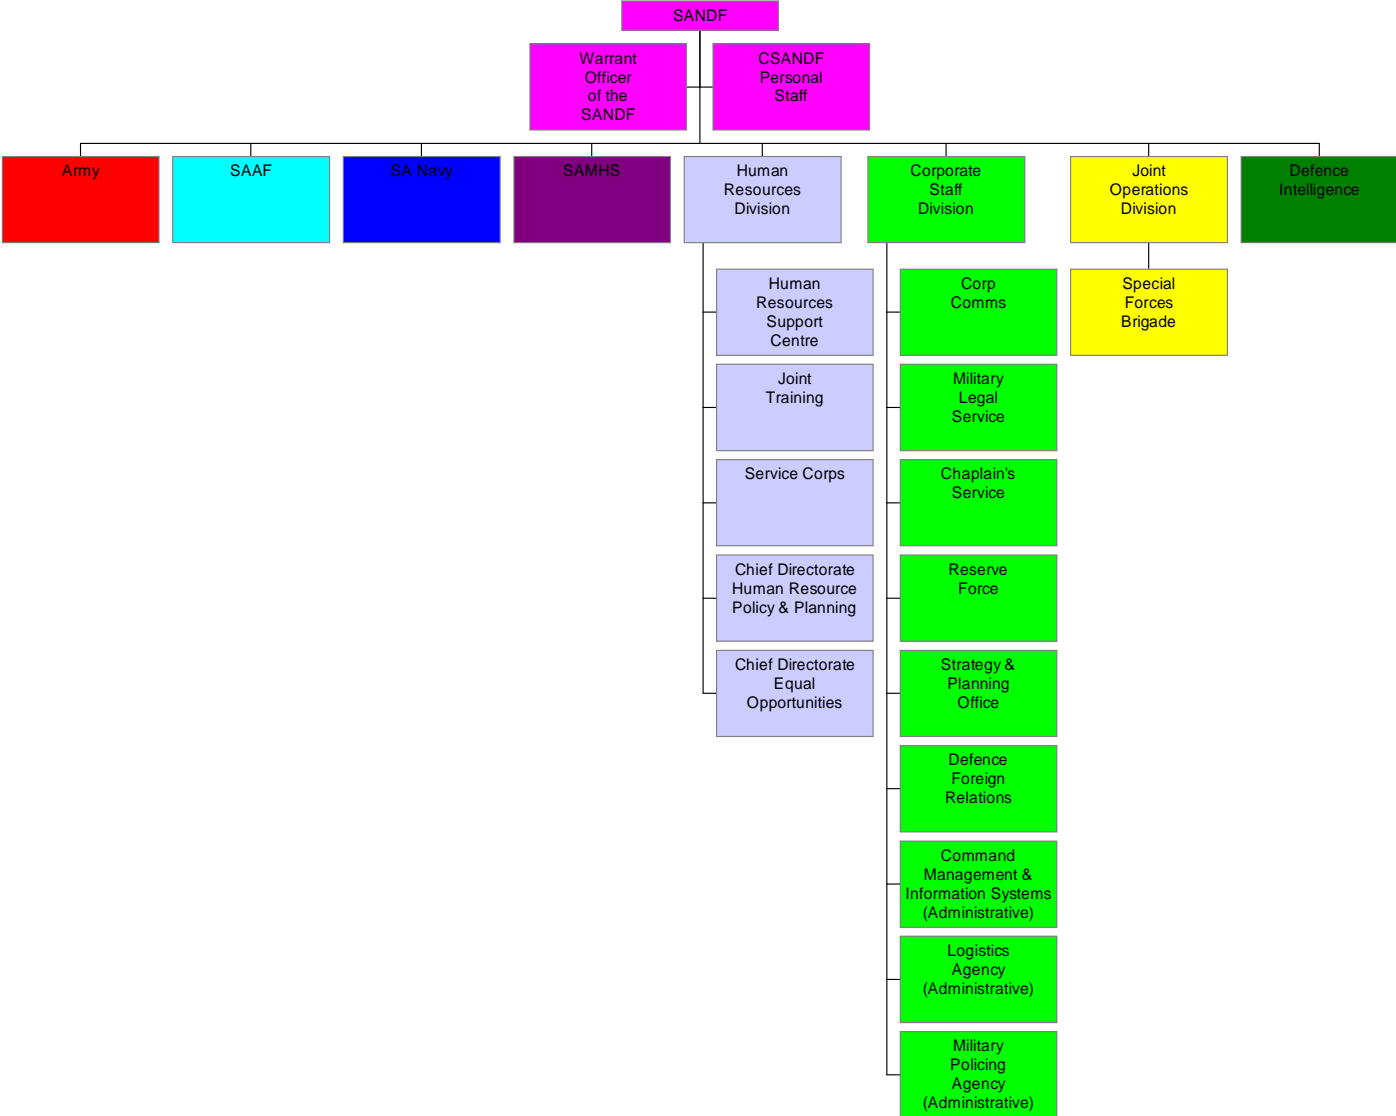 SANDF
Warrant
Officer
of the
SANDF
CSANDF
Personal
Staff
Army
SAAF
SA Navy
SAMHS
Human
Resources
Division
Corporate
Staff
Division
Joint
Operations
Division
Defence
Intelligence
Human
Resources
Support
Centre
Joint
Training
Service Corps
Chief Directorate
Human Resource
Policy & Planning
Chief Directorate
Equal
Opportunities
Corp
Comms
Military
Legal
Service
Chaplain's
Service
Reserve
Force
Strategy &
Planning
Office
Defence
Foreign
Relations
Command
Management &
Information Systems
(Administrative)
Logistics
Agency
(Administrative)
Military
Policing
Agency
(Administrative)
Special
Forces
Brigade